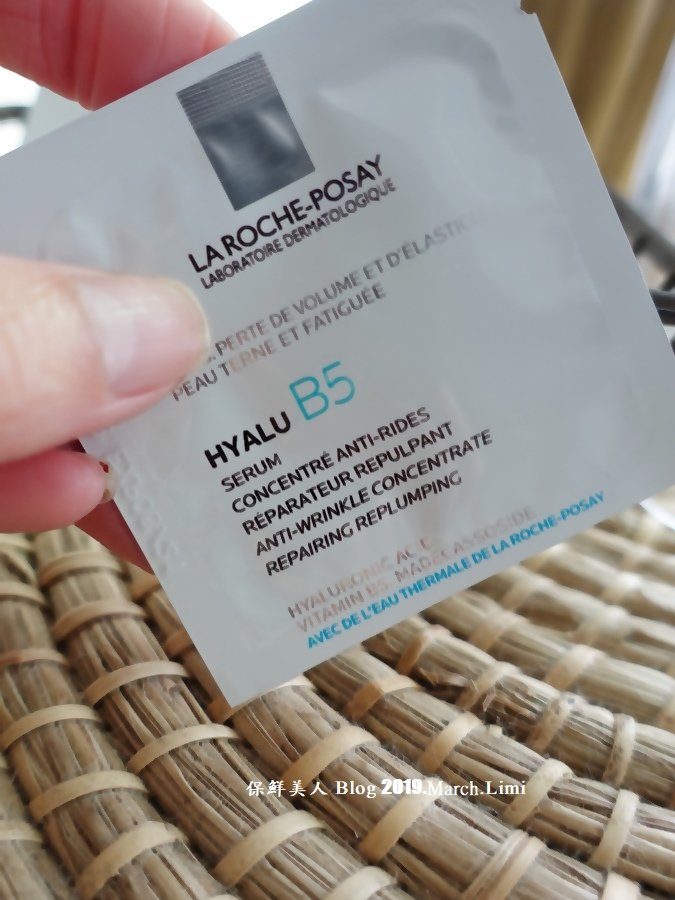 LA ROCHE-POSAY
LABORATOIRE DERMATOLOGIQUE
PERTE DE VOLUME ET D'ÉLASTICI
PEAU TERNE ET FATIGUÉE
HYALU B5
SERUM
CONCENTRÉ ANTI-RIDES
RÉPARATEUR REPULPANT
ANTI-WRINKLE CONCENTRATE
REPAIRING REPLUMPING
HYALURONIC AC
VITAMIN B5. MADECASSOSIDE
AVEC DE L'EAU THERMALE DE LA ROCHE-POSAY
保鮮美人 Blog 2019.March.Limi